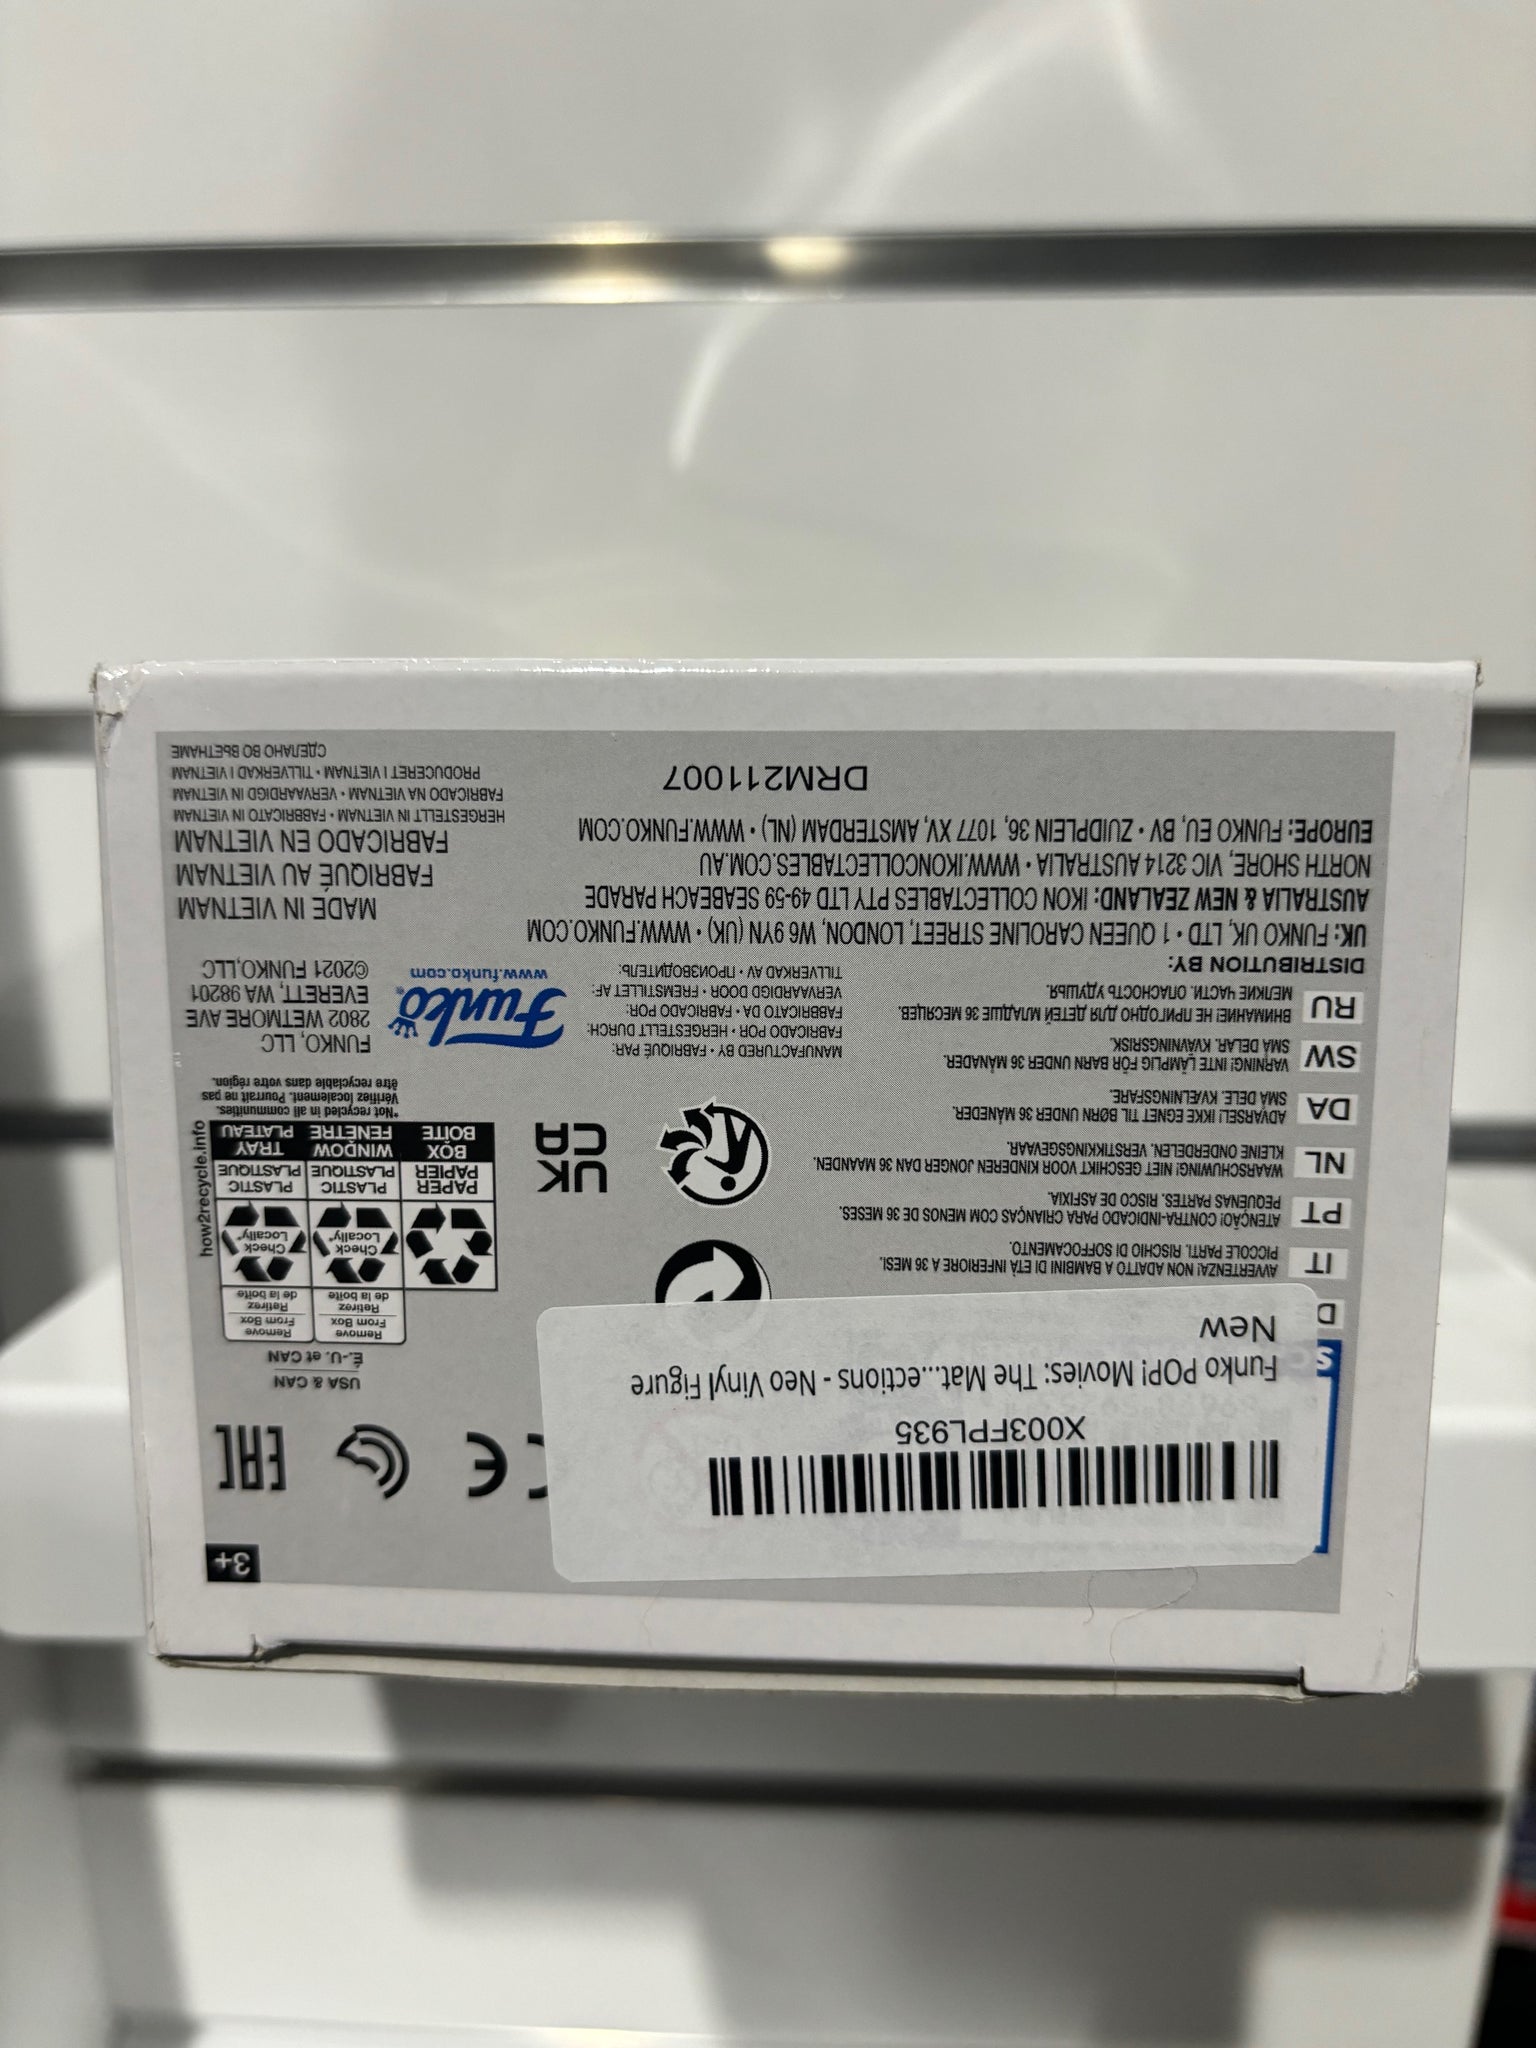 3+
X003FPL935
Funko POP! Movies: The Mat...ections - Neo Vinyl Figure
New
EAC
CE
USA & CAN
É.-U. et CAN
Remove
From Box
Retirez
de la boîte
Remove
From Box
Retirez
de la boîte
Check
Locally*
Check
Locally*
PAPER
PAPIER
BOX
BOÎTE
PLASTIC
PLASTIQUE
WINDOW
FENÊTRE
PLASTIC
PLASTIQUE
TRAY
PLATEAU
how2recycle.info
*Not recycled in all communities.
Vérifiez localement. Pourrait ne pas
être recyclable dans votre région.
IT AVVERTENZA! NON ADATTO A BAMBINI DI ETÀ INFERIORE A 36 MESI.
PICCOLE PARTI. RISCHIO DI SOFFOCAMENTO.
PT ATENÇÃO! CONTRA-INDICADO PARA CRIANÇAS COM MENOS DE 36 MESES.
PEQUENAS PARTES. RISCO DE ASFIXIA.
NL WAARSCHUWING! NIET GESCHIKT VOOR KINDEREN JONGER DAN 36 MAANDEN.
KLEINE ONDERDELEN. VERSTIKKINGSGEVAAR.
DA ADVARSEL! IKKE EGNET TIL BØRN UNDER 36 MÅNEDER.
SMÅ DELE. KVÆLNINGSFARE.
SW VARNING! INTE LÄMPLIG FÖR BARN UNDER 36 MÅNADER.
SMÅ DELAR. KVÄVNINGSRISK.
RU ВНИМАНИЕ! НЕ ПРИГОДНО ДЛЯ ДЕТЕЙ МЛАДШЕ 36 МЕСЯЦЕВ.
МЕЛКИЕ ЧАСТИ. ОПАСНОСТЬ УДУШЬЯ.
UK
CA
MANUFACTURED BY • FABRIQUÉ PAR:
FABRICADO POR • HERGESTELLT DURCH:
FABBRICATO DA • FABRICADO POR:
VERVAARDIGD DOOR • FREMSTILLET AF:
TILLVERKAD AV • ПРОИЗВОДИТЕЛЬ:
Funko®
www.funko.com
FUNKO, LLC
2802 WETMORE AVE
EVERETT, WA 98201
©2021 FUNKO,LLC
DISTRIBUTION BY:
UK: FUNKO UK, LTD • 1 QUEEN CAROLINE STREET, LONDON, W6 9YN (UK) • WWW.FUNKO.COM
AUSTRALIA & NEW ZEALAND: IKON COLLECTABLES PTY LTD 49-59 SEABEACH PARADE
NORTH SHORE, VIC 3214 AUSTRALIA • WWW.IKONCOLLECTABLES.COM.AU
EUROPE: FUNKO EU, BV • ZUIDPLEIN 36, 1077 XV, AMSTERDAM (NL) • WWW.FUNKO.COM
DRM211007
MADE IN VIETNAM
FABRIQUÉ AU VIETNAM
FABRICADO EN VIETNAM
HERGESTELLT IN VIETNAM • FABBRICATO IN VIETNAM
FABRICADO NA VIETNAM • VERVAARDIGD IN VIETNAM
PRODUCERET I VIETNAM • TILLVERKAD I VIETNAM
СДЕЛАНО ВО ВЬЕТНАМЕ